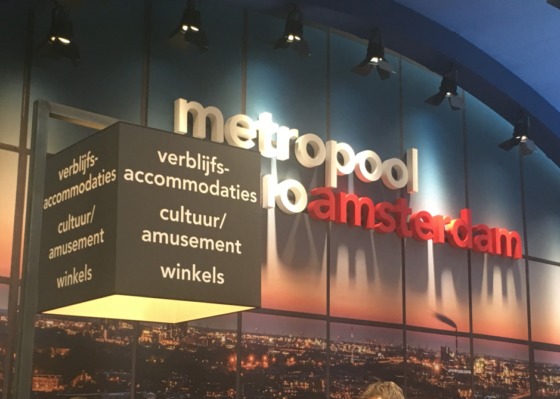 metropool
amsterdam
verblijfs-
accommodaties
cultuur/
amusement
winkels
verblijfs-
accommodaties
cultuur/
amusement
winkels